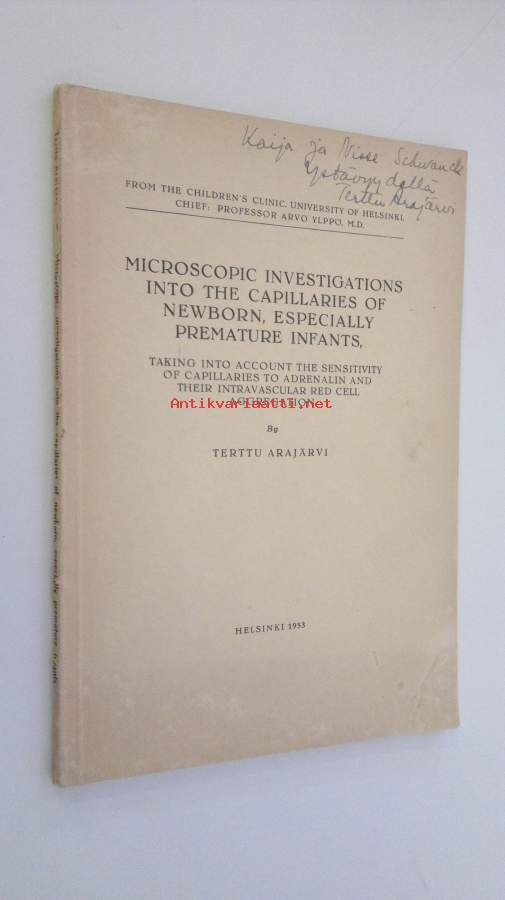 Kaija ja Nisse Schwanck
Ystävyydellä
Terttu Arajärvi
FROM THE CHILDREN'S CLINIC, UNIVERSITY OF HELSINKI.
CHIEF: PROFESSOR ARVO YLPPÖ, M.D.
MICROSCOPIC INVESTIGATIONS
INTO THE CAPILLARIES OF
NEWBORN, ESPECIALLY
PREMATURE INFANTS,
TAKING INTO ACCOUNT THE SENSITIVITY
OF CAPILLARIES TO ADRENALIN AND
THEIR INTRAVASCULAR RED CELL
AGGREGATION
Antikvariaatti.net
By
TERTTU ARAJÄRVI
HELSINKI 1953